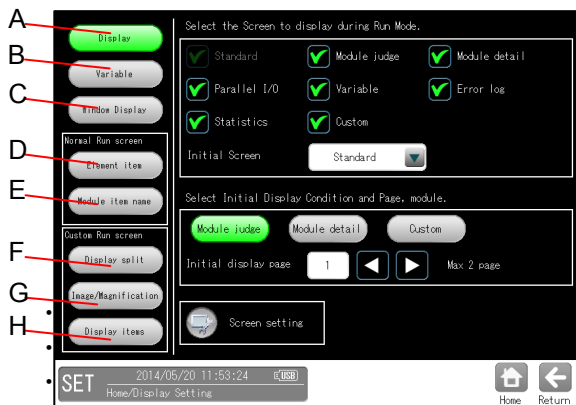 A
B
C
D
E
F
G
H
Display
Variable
Window Display
Normal Run screen
Element item
Module item name
Custom Run screen
Display split
Image/Magnification
Display items
Select the Screen to display during Run Mode.
Standard Module judge Module detail
Parallel I/O Variable Error log
Statistics Custom
Initial Screen Standard
Select Initial Display Condition and Page, module.
Module judge Module detail Custom
Initial display page 1 Max 2 page
Screen setting
SET 2014/05/20 11:53:24 USB
Home/Display Setting
Home Return